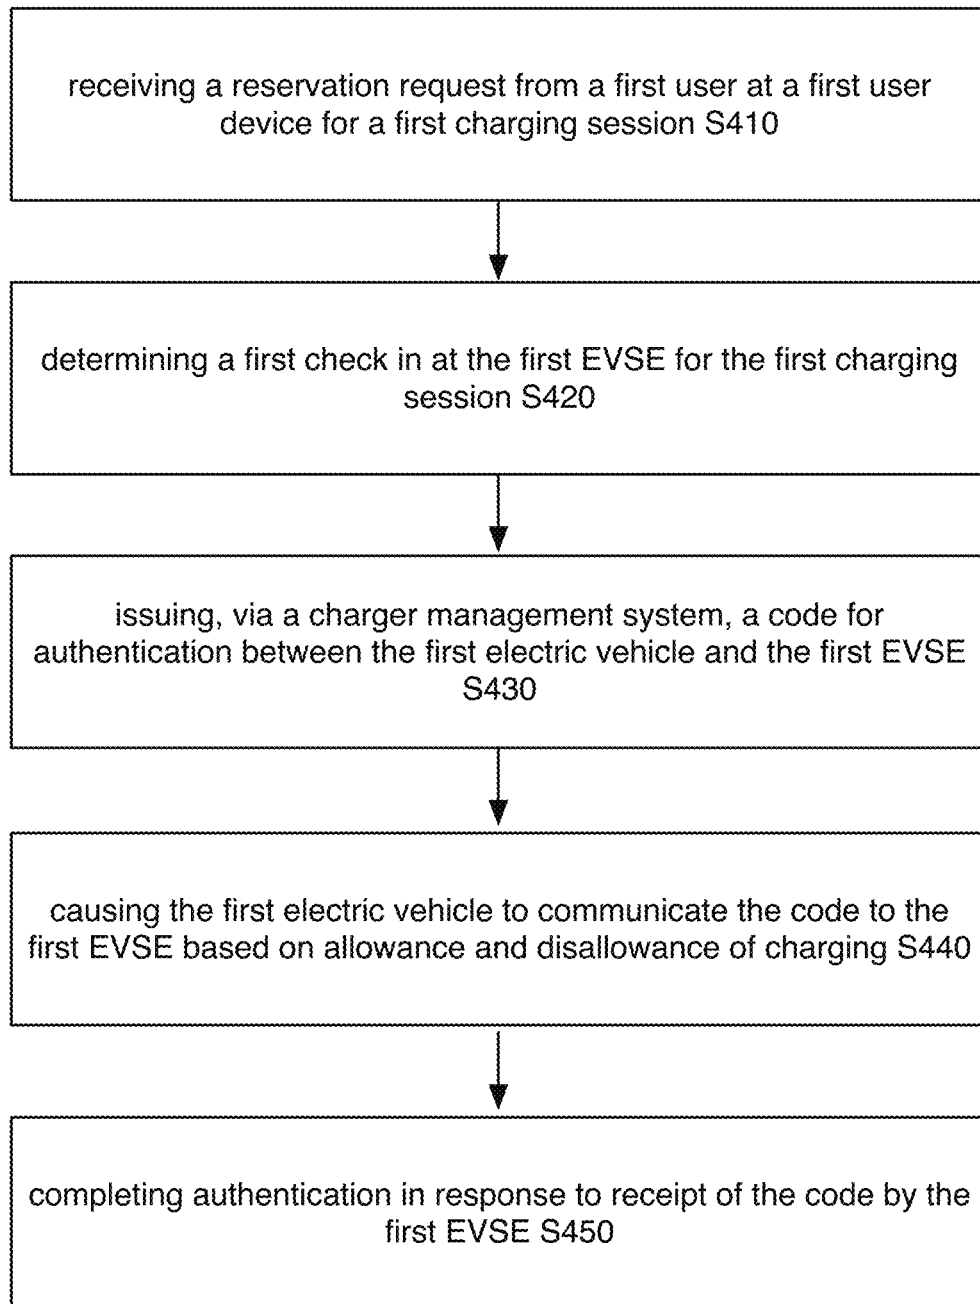 receiving a reservation request from a first user at a first user
device for a first charging session S410
determining a first check in at the first EVSE for the first charging
session S420
issuing, via a charger management system, a code for
authentication between the first electric vehicle and the first EVSE
S430
causing the first electric vehicle to communicate the code to the
first EVSE based on allowance and disallowance of charging S440
completing authentication in response to receipt of the code by the
first EVSE S450